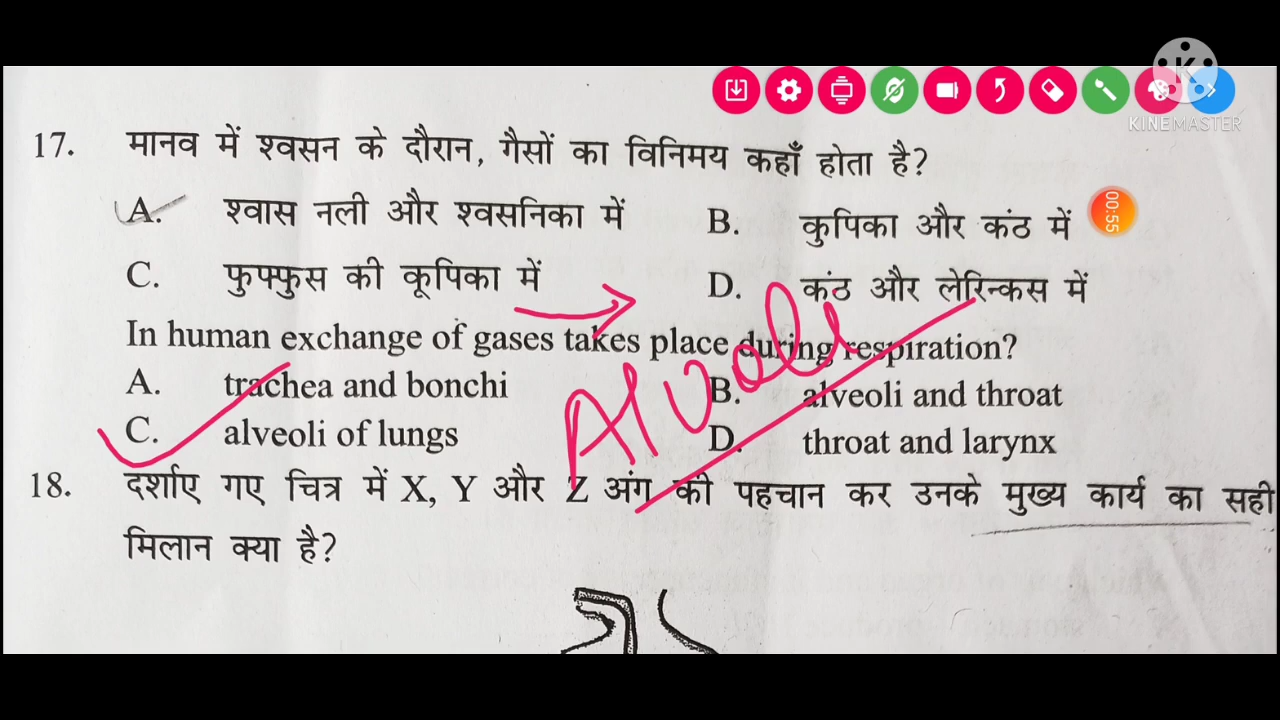 KINEMASTER
17. मानव में श्वसन के दौरान, गैसों का विनिमय कहाँ होता है?
00:55
A. श्वास नली और श्वसनिका में B. कुपिका और कंठ में
C. फुफ्फुस की कूपिका में D. कंठ और लेरिन्कस में
In human exchange of gases takes place during respiration?
A. trachea and bonchi B. alveoli and throat
C. alveoli of lungs D. throat and larynx
18. दर्शाए गए चित्र में X, Y और Z अंग की पहचान कर उनके मुख्य कार्य का सही
मिलान क्या है?